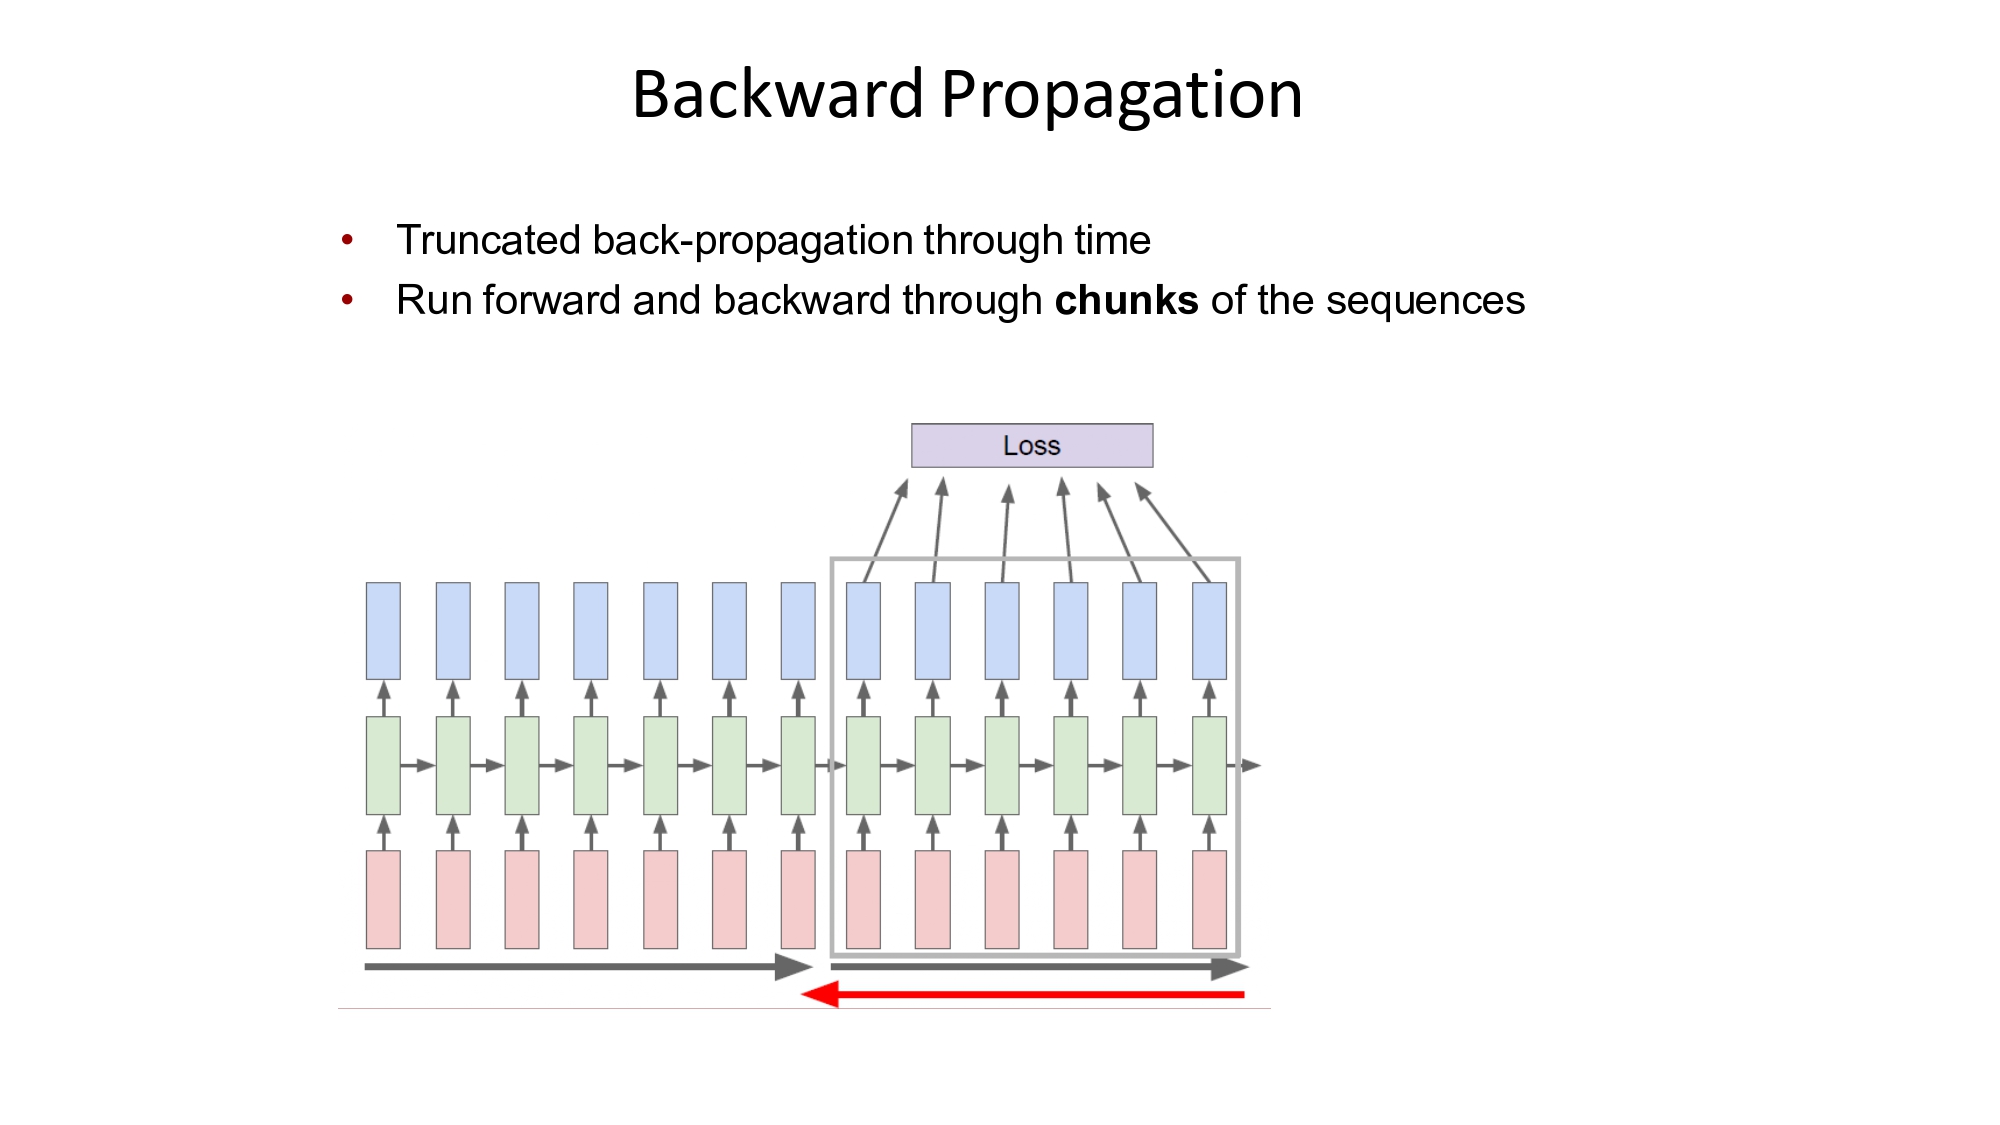 Backward Propagation
• Truncated back-propagation through time
• Run forward and backward through chunks of the sequences
Loss